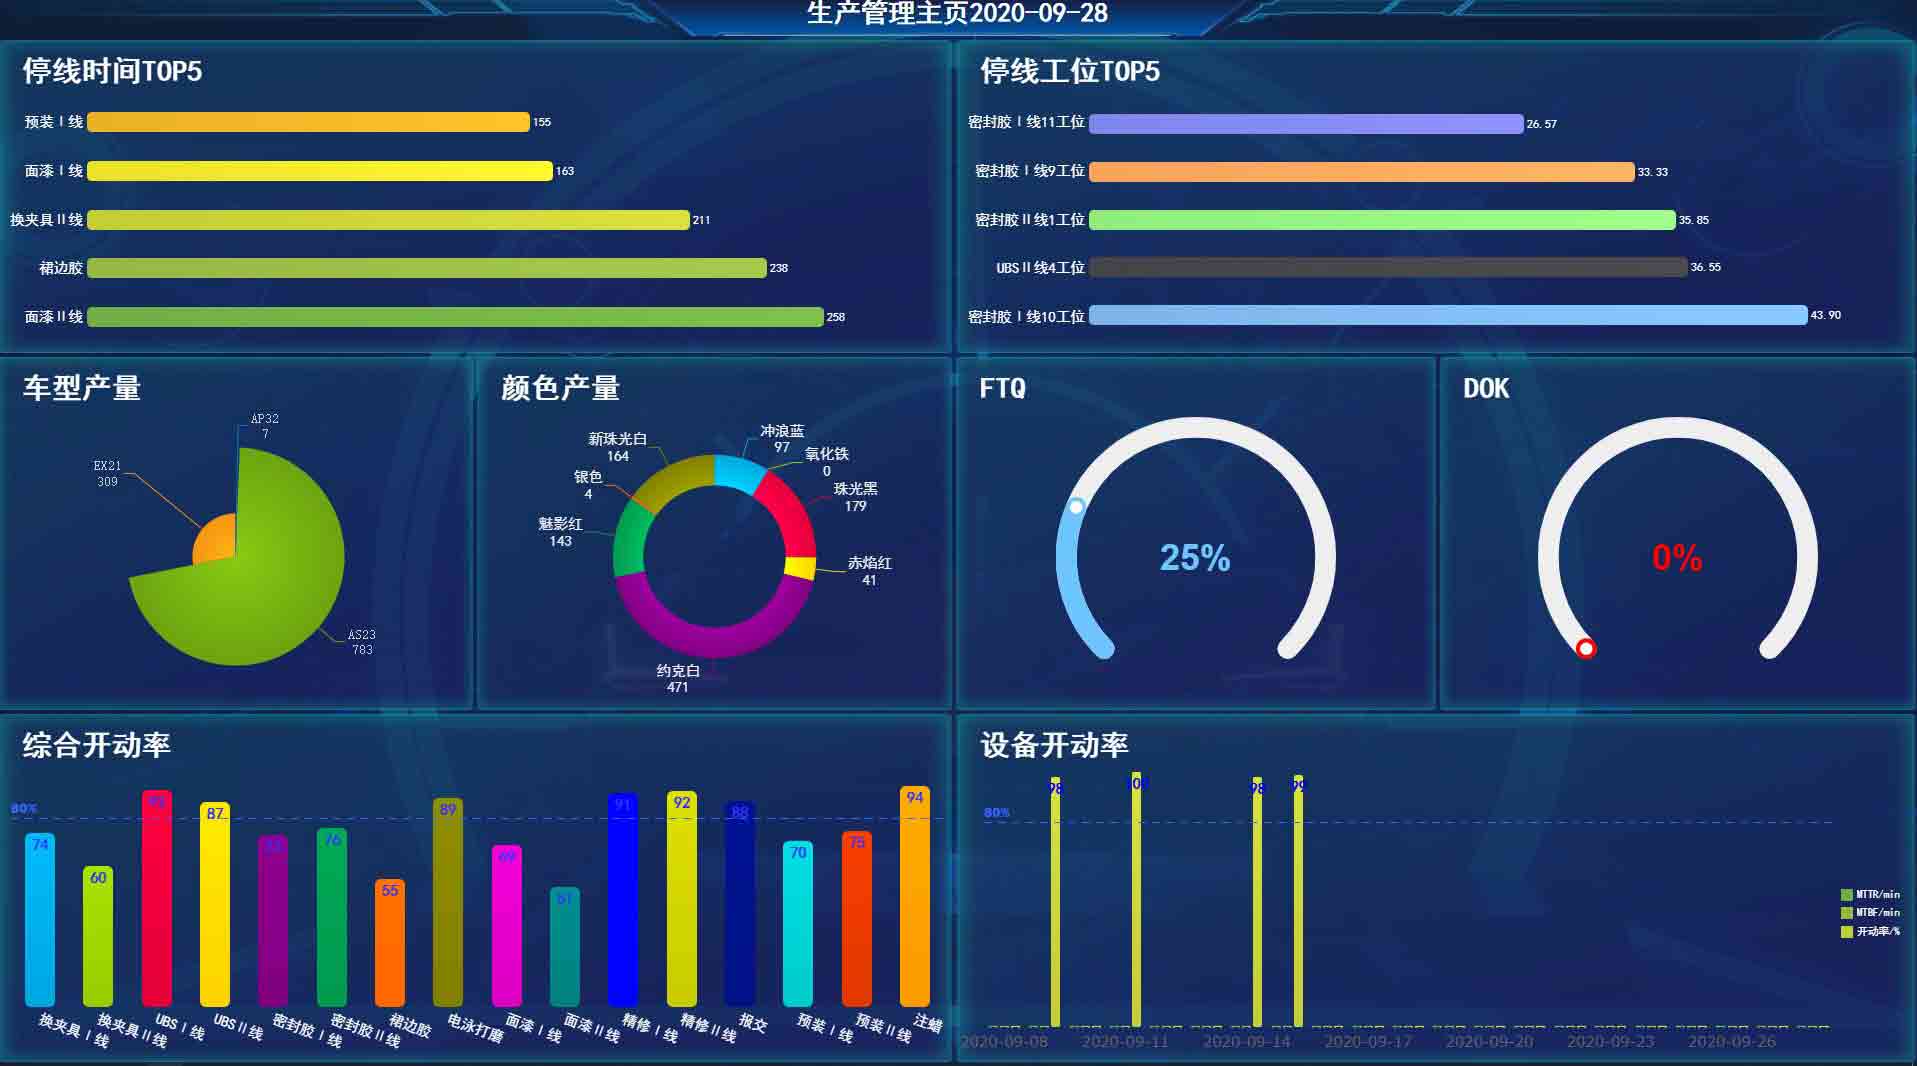 生产管理主页2020-09-28
停线时间TOP5
预装Ⅰ线 155
面漆Ⅰ线 163
换夹具Ⅱ线 211
裙边胶 238
面漆Ⅱ线 258
停线工位TOP5
密封胶Ⅰ线11工位 26.57
密封胶Ⅰ线9工位 33.33
密封胶Ⅱ线1工位 35.85
UBSⅡ线4工位 36.55
密封胶Ⅰ线10工位 43.90
车型产量
AP32
7
EX21
309
AS23
783
颜色产量
冲浪蓝
97
氧化铁
0
珠光黑
179
赤焰红
41
约克白
471
魅影红
143
银色
4
新珠光白
164
FTQ
25%
DOK
0%
综合开动率
80%
74
60
87
76
55
89
69
51
91
92
88
70
75
94
换夹具Ⅰ线
换夹具Ⅱ线
UBSⅠ线
UBSⅡ线
密封胶Ⅰ线
密封胶Ⅱ线
裙边胶
电泳打磨
面漆Ⅰ线
面漆Ⅱ线
精修Ⅰ线
精修Ⅱ线
报交
预装Ⅰ线
预装Ⅱ线
注蜡
设备开动率
98
98
99
80%
MTTR/min
MTBF/min
开动率/%
2020-09-08
2020-09-11
2020-09-14
2020-09-17
2020-09-20
2020-09-23
2020-09-26